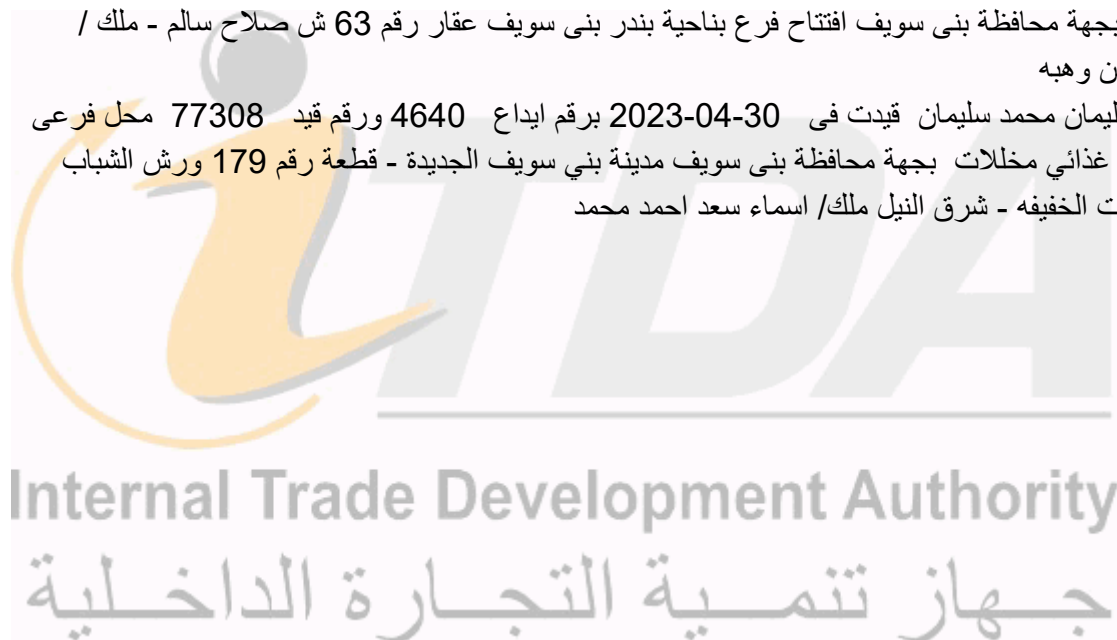 بجهة محافظة بنى سويف افتتاح فرع بناحية بندر بنى سويف عقار رقم 63 ش صلاح سالم - ملك /
ن وهبه
ليمان محمد سليمان قيدت فى 30-04-2023 برقم ايداع 4640 ورقم قيد 77308 محل فرعى
غذائي مخللات بجهة محافظة بنى سويف مدينة بني سويف الجديدة - قطعة رقم 179 ورش الشباب
ت الخفيفه - شرق النيل ملك/ اسماء سعد احمد محمد
iTDA
Internal Trade Development Authority
جهاز تنمية التجارة الداخلية